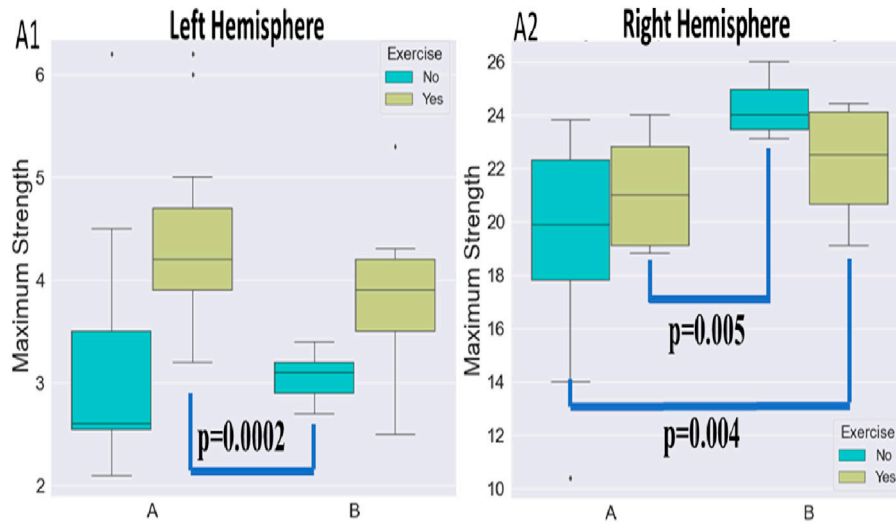 A1
Left Hemisphere
Exercise
No
Yes
Maximum Strength
6
5
4
3
2
p=0.0002
A
B
A2
Right Hemisphere
Maximum Strength
26
24
22
20
18
16
14
12
10
p=0.005
p=0.004
Exercise
No
Yes
A
B